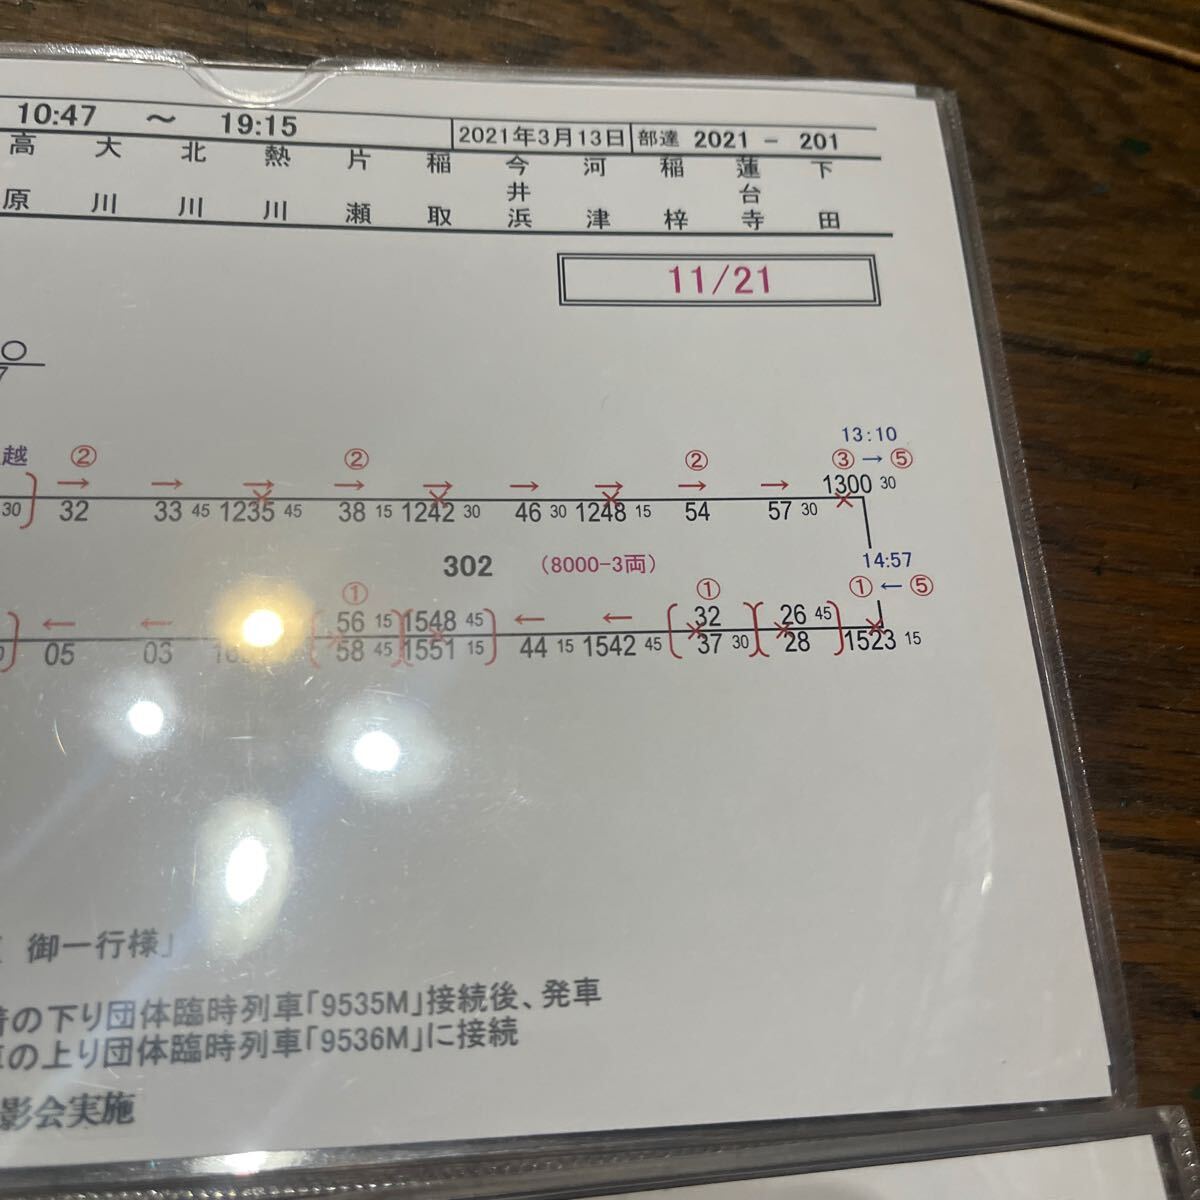 10:47 ～ 19:15
2021年3月13日 部達 2021 - 201
高原 大川 北川 熱川 片瀬 稲取 今井浜 河津 稲梓 蓮台寺 下田
11/21
○
7
13:10
越 ② ② ② ③ → ⑤
→ → → → → → → → → 1300 30
30 32 33 45 1235 45 38 15 1242 30 46 30 1248 15 54 57 30
302 (8000-3両)
14:57
① ① ① ← ⑤
← ← 56 15 1548 45 ← ← 32 26 45
05 03 58 45 1551 15 44 15 1542 45 37 30 28 1523 15
御一行様」
の下り団体臨時列車「9535M」接続後、発車
の上り団体臨時列車「9536M」に接続
影会実施